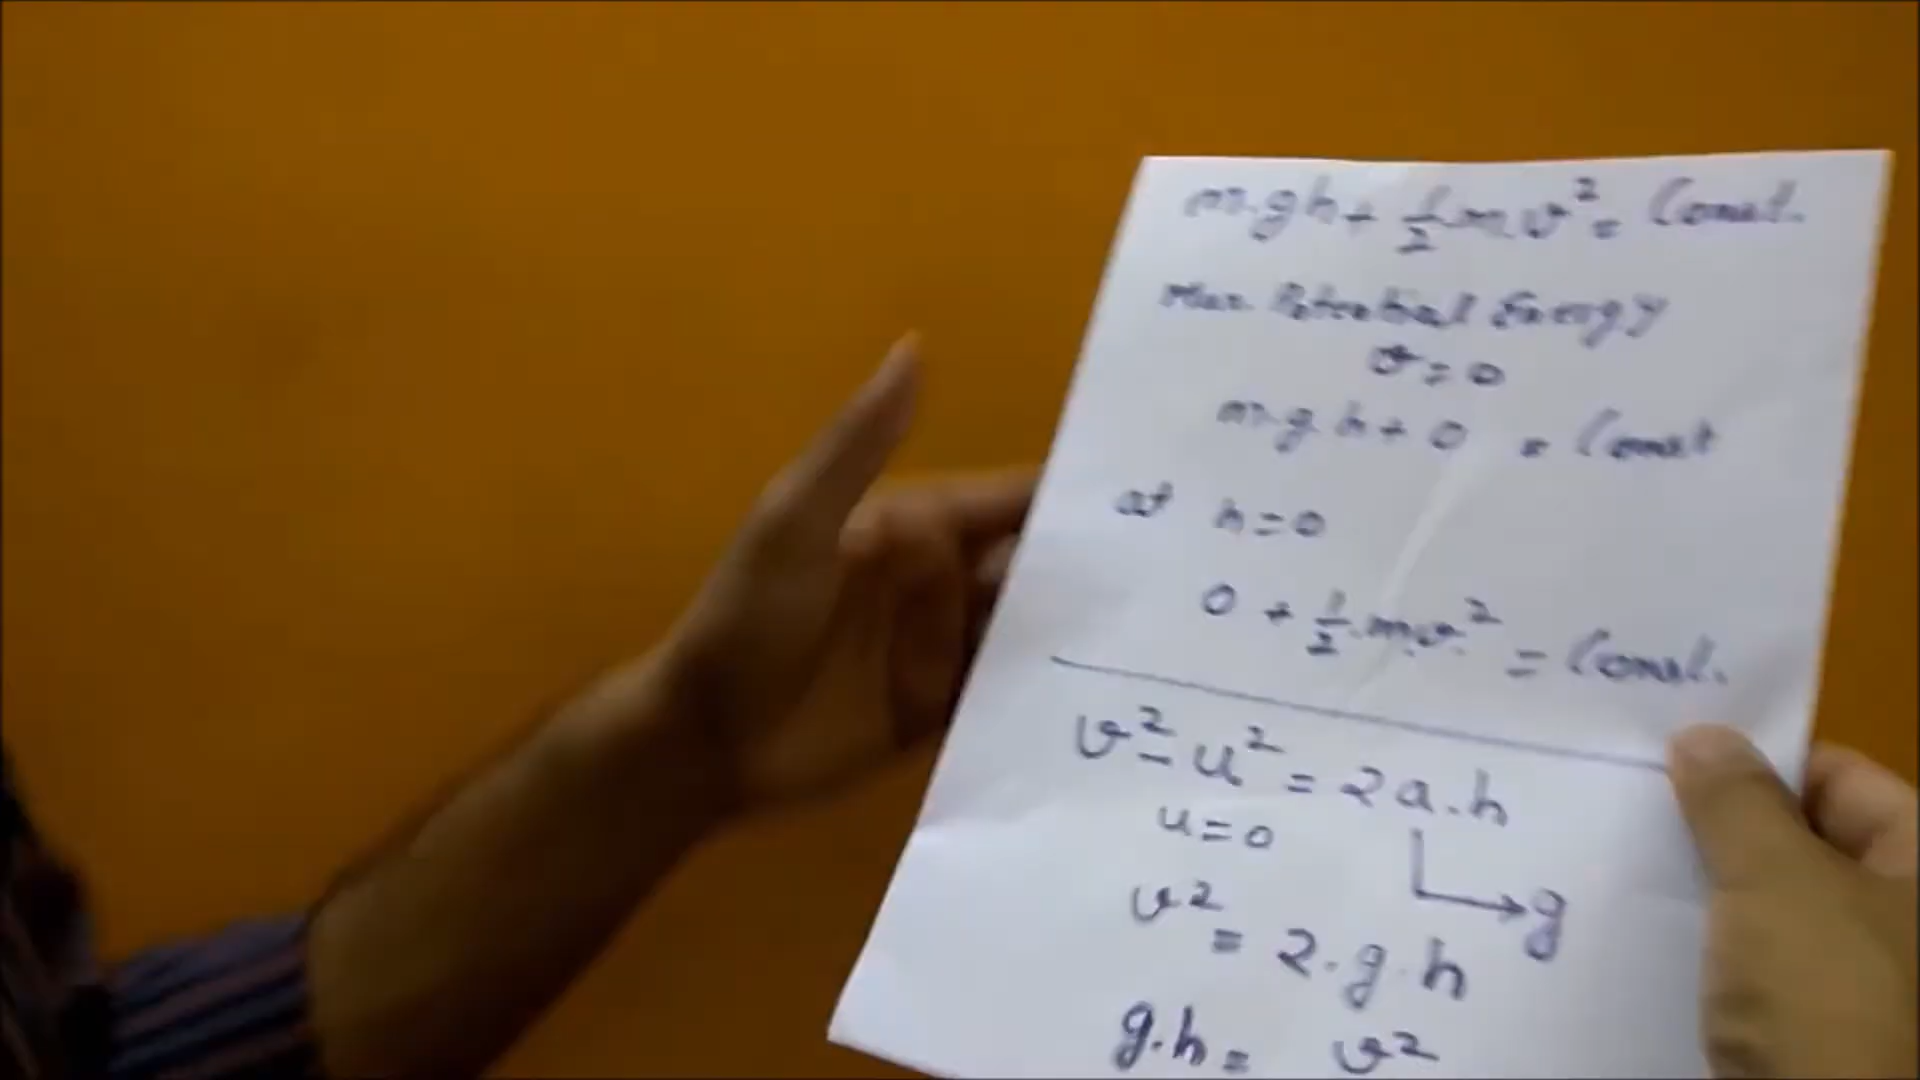 m.gh + 1/2 m.v² = Const.
Max. Potential Energy
v = 0
m.g.h + 0 = Const
at h = 0
0 + 1/2.m.v.² = Const.
v² - u² = 2a.h
u = 0
g
v² = 2.g.h
g.h = v²